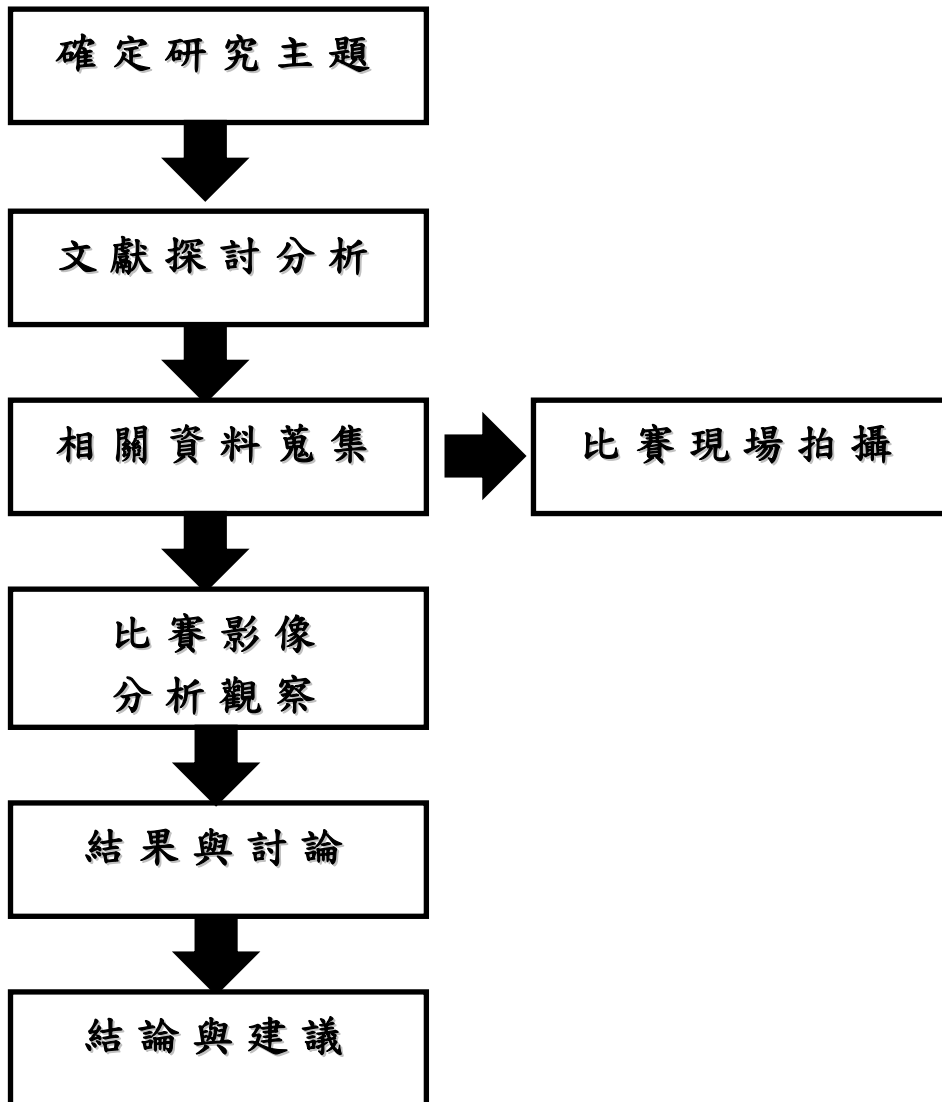 確定研究主題
文獻探討分析
相關資料蒐集
比賽現場拍攝
比賽影像
分析觀察
結果與討論
結論與建議